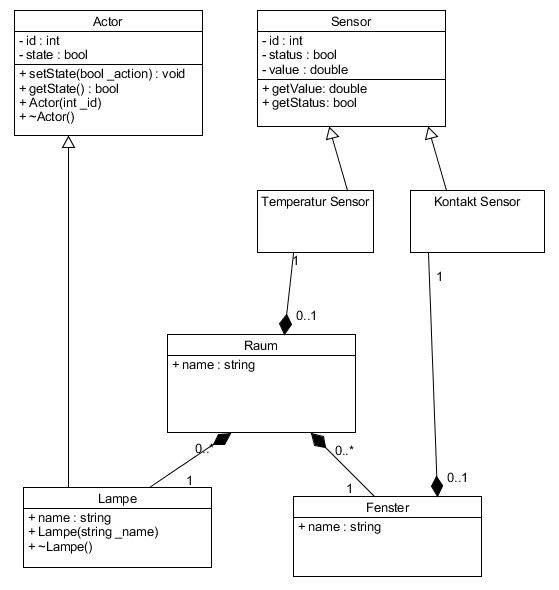 Actor
- id : int
- state : bool
+ setState(bool _action) : void
+ getState() : bool
+ Actor(int _id)
+ ~Actor()
Sensor
- id : int
- status : bool
- value : double
+ getValue: double
+ getStatus: bool
Temperatur Sensor
Kontakt Sensor
1
1
0..1
Raum
+ name : string
0..*
0..*
1
1
0..1
Lampe
+ name : string
+ Lampe(string _name)
+ ~Lampe()
Fenster
+ name : string